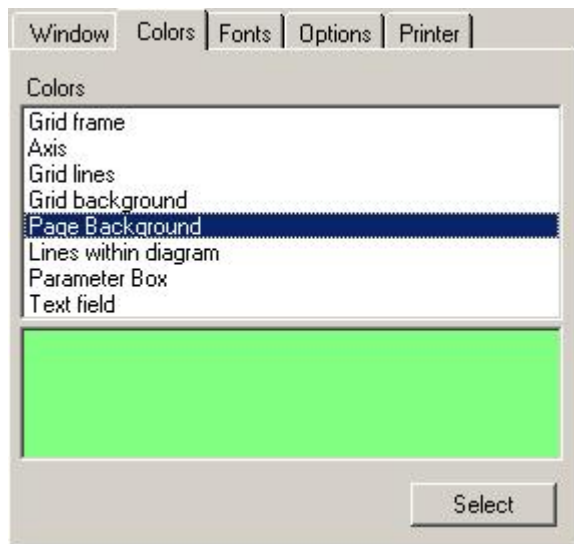 Window Colors Fonts Options Printer
Colors
Grid frame
Axis
Grid lines
Grid background
Page Background
Lines within diagram
Parameter Box
Text field
Select